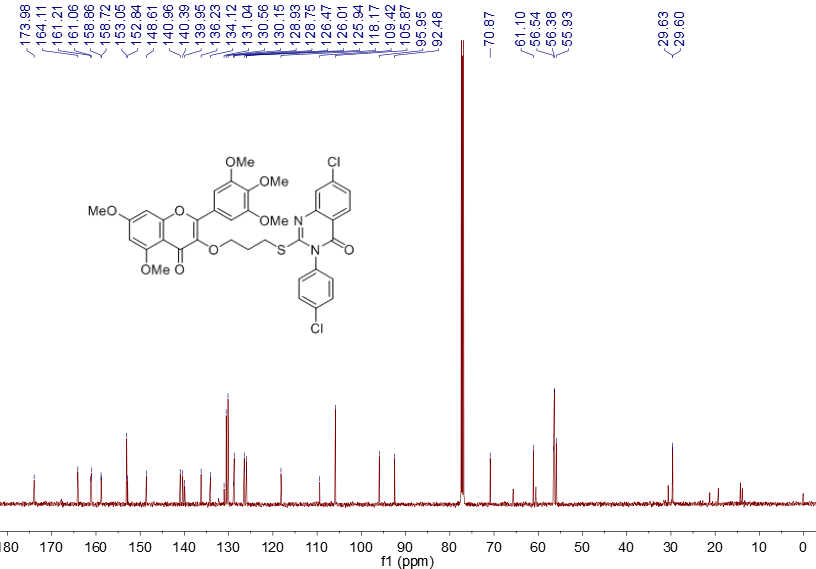 173.98
164.11
161.21
161.06
158.86
158.72
153.05
152.84
148.61
140.96
140.39
139.95
136.23
134.12
131.04
130.56
130.15
128.93
128.75
126.47
126.01
125.94
118.17
109.42
105.87
95.95
92.48
70.87
61.10
56.54
56.38
55.93
29.63
29.60
OMe
Cl
OMe
MeO
O
OMe
N
O
S
N
O
OMe
O
Cl
180 170 160 150 140 130 120 110 100 90 80 70 60 50 40 30 20 10 0
f1 (ppm)